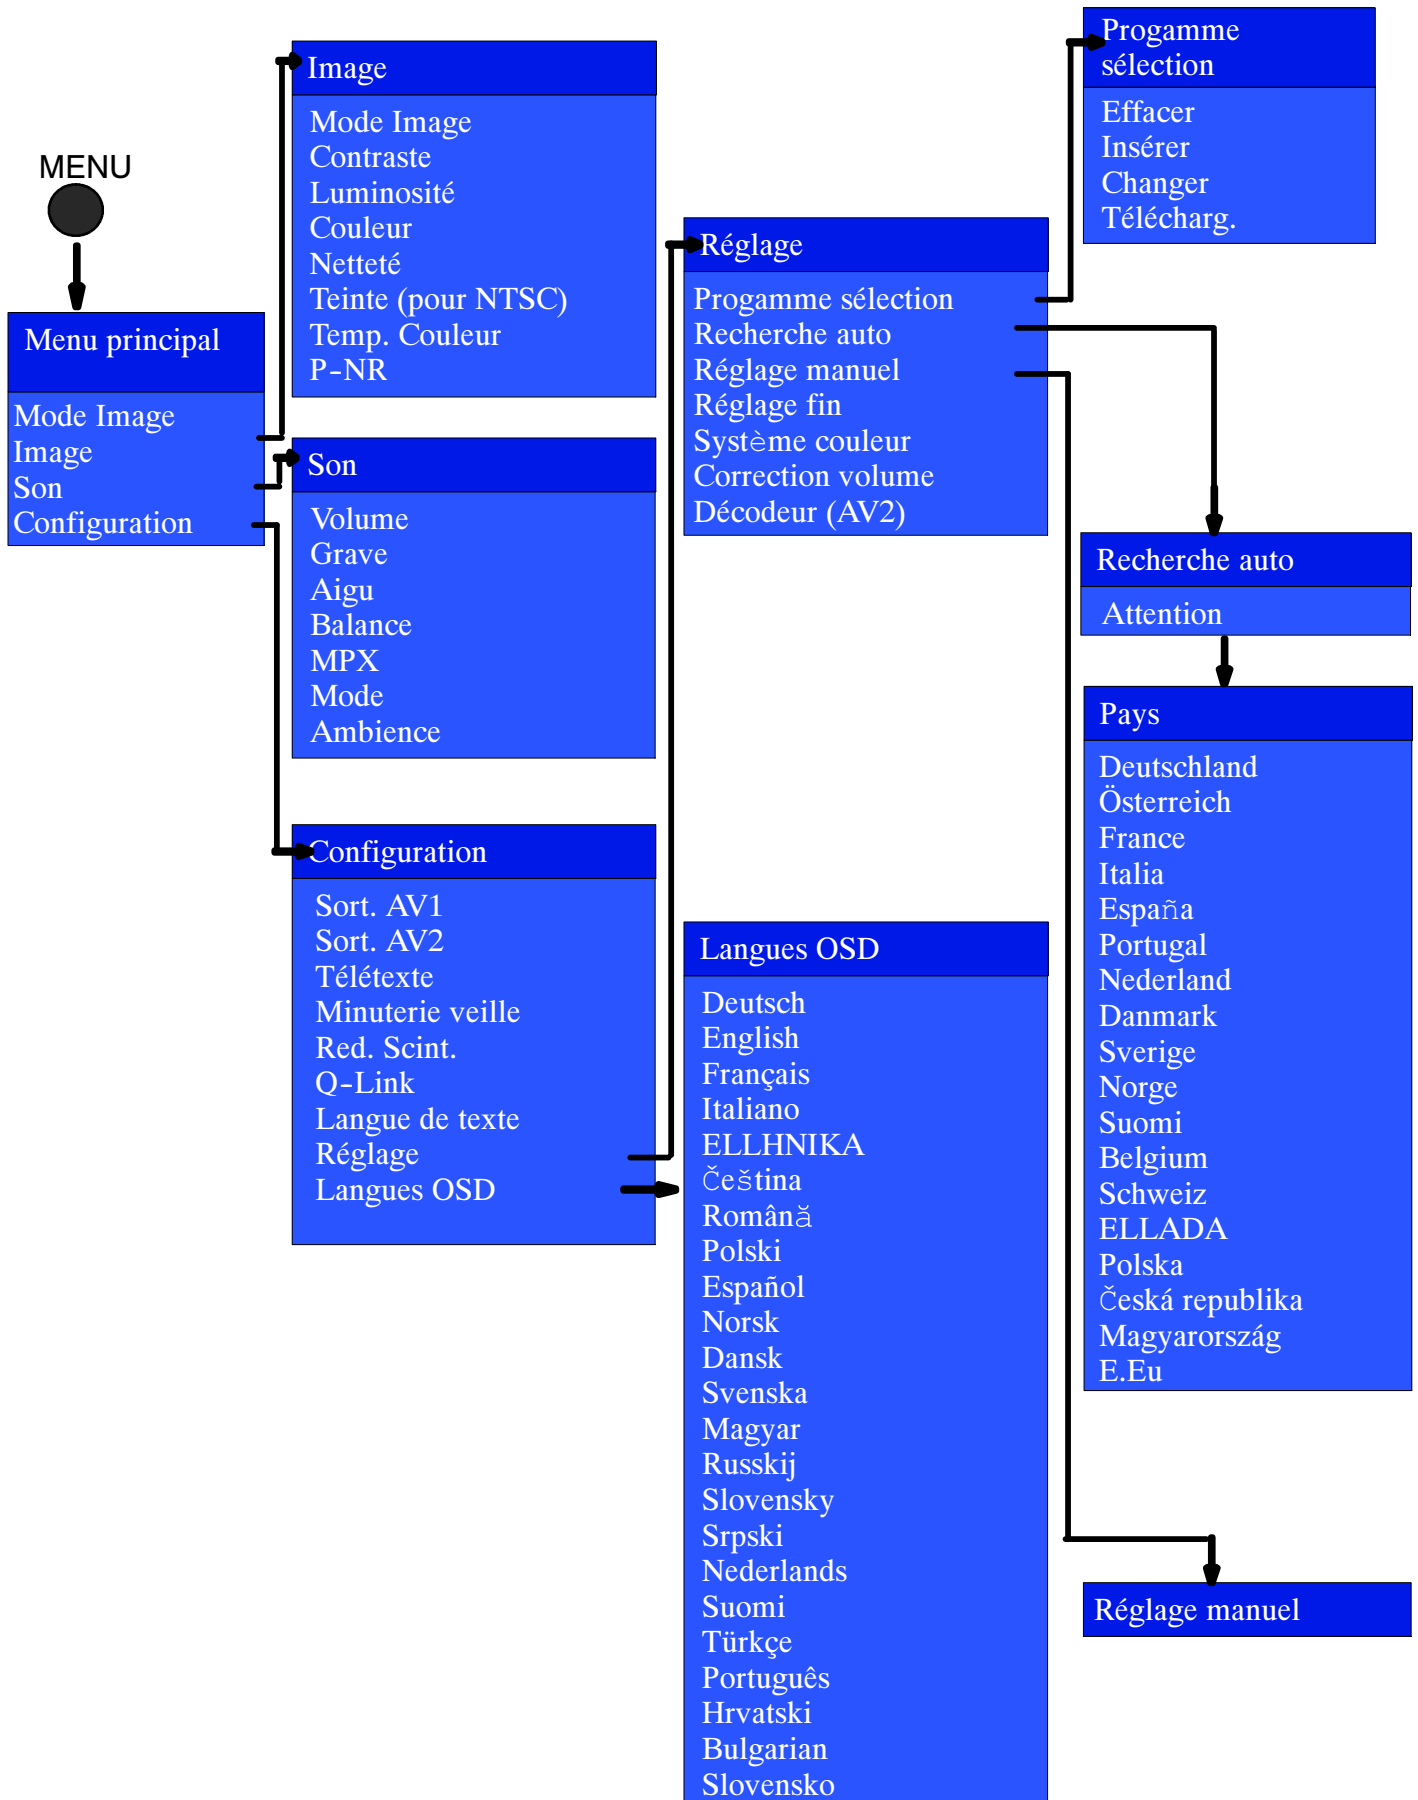 MENU
Menu principal
Mode Image
Image
Son
Configuration
Image
Mode Image
Contraste
Luminosité
Couleur
Netteté
Teinte (pour NTSC)
Temp. Couleur
P-NR
Son
Volume
Grave
Aigu
Balance
MPX
Mode
Ambience
Configuration
Sort. AV1
Sort. AV2
Télétexte
Minuterie veille
Red. Scint.
Q-Link
Langue de texte
Réglage
Langues OSD
Réglage
Progamme sélection
Recherche auto
Réglage manuel
Réglage fin
Système couleur
Correction volume
Décodeur (AV2)
Langues OSD
Deutsch
English
Français
Italiano
ELLHNIKA
Čeština
Română
Polski
Español
Norsk
Dansk
Svenska
Magyar
Russkij
Slovensky
Srpski
Nederlands
Suomi
Türkçe
Português
Hrvatski
Bulgarian
Slovensko
Progamme
sélection
Effacer
Insérer
Changer
Télécharg.
Recherche auto
Attention
Pays
Deutschland
Österreich
France
Italia
España
Portugal
Nederland
Danmark
Sverige
Norge
Suomi
Belgium
Schweiz
ELLADA
Polska
Česká republika
Magyarország
E.Eu
Réglage manuel